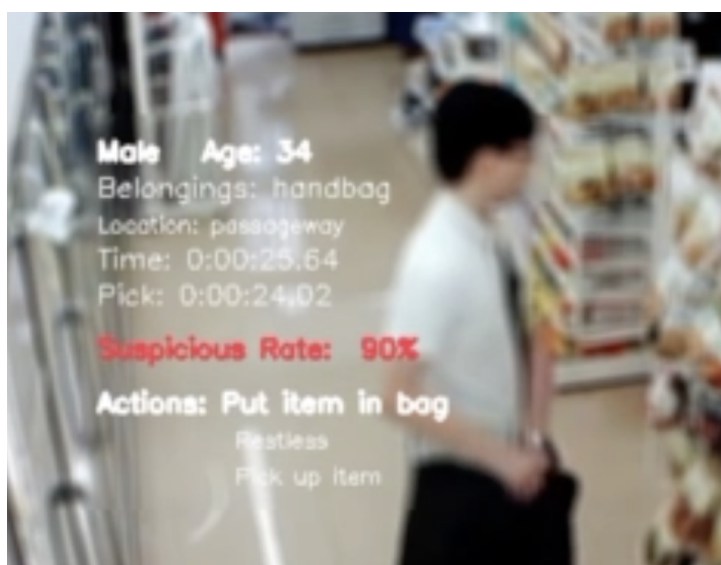 Male Age: 34
Belongings: handbag
Location: passageway
Time: 0:00:25.64
Pick: 0:00:24.02
Suspicious Rate: 90%
Actions: Put item in bag
Restless
Pick up item